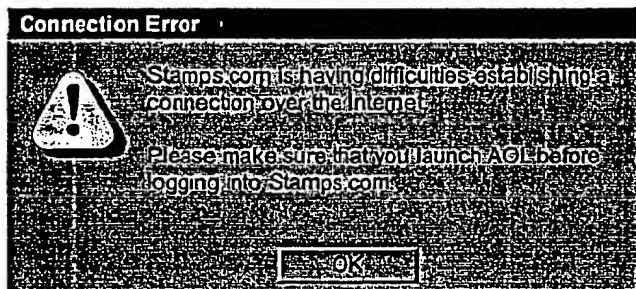 Connection Error
Stamps.com is having difficulties establishing a
connection over the Internet.
Please make sure that you launch AOL before
logging into Stamps.com.
OK